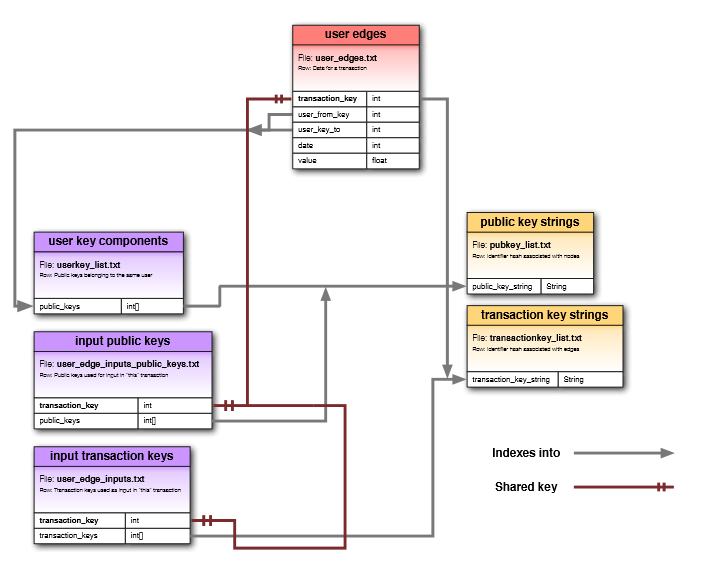 user edges
File: user_edges.txt
Row: Data for a transaction
transaction_key int
user_from_key int
user_key_to int
date int
value float
user key components
File: userkey_list.txt
Row: Public keys belonging to the same user
public_keys int[]
public key strings
File: pubkey_list.txt
Row: Identifier hash associated with nodes
public_key_string String
transaction key strings
File: transactionkey_list.txt
Row: Identifier hash associated with edges
transaction_key_string String
input public keys
File: user_edge_inputs_public_keys.txt
Row: Public keys used for input in "this" transaction
transaction_key int
public_keys int[]
input transaction keys
File: user_edge_inputs.txt
Row: Transaction keys used as input in "this" transaction
transaction_key int
transaction_keys int[]
Indexes into
Shared key